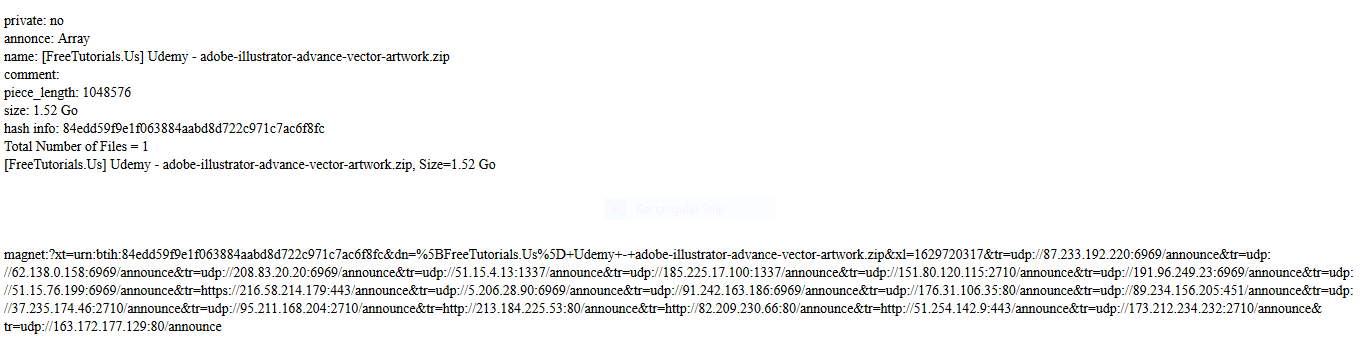 private: no
annonce: Array
name: [FreeTutorials.Us] Udemy - adobe-illustrator-advance-vector-artwork.zip
comment:
piece_length: 1048576
size: 1.52 Go
hash info: 84edd59f9e1f063884aabd8d722c971c7ac6f8fc
Total Number of Files = 1
[FreeTutorials.Us] Udemy - adobe-illustrator-advance-vector-artwork.zip, Size=1.52 Go
Rectangular Snip
magnet:?xt=urn:btih:84edd59f9e1f063884aabd8d722c971c7ac6f8fc&dn=%5BFreeTutorials.Us%5D+Udemy+-+adobe-illustrator-advance-vector-artwork.zip&xl=1629720317&tr=udp://87.233.192.220:6969/announce&tr=udp:
//62.138.0.158:6969/announce&tr=udp://208.83.20.20:6969/announce&tr=udp://51.15.4.13:1337/announce&tr=udp://185.225.17.100:1337/announce&tr=udp://151.80.120.115:2710/announce&tr=udp://191.96.249.23:6969/announce&tr=udp:
//51.15.76.199:6969/announce&tr=https://216.58.214.179:443/announce&tr=udp://5.206.28.90:6969/announce&tr=udp://91.242.163.186:6969/announce&tr=udp://176.31.106.35:80/announce&tr=udp://89.234.156.205:451/announce&tr=udp:
//37.235.174.46:2710/announce&tr=udp://95.211.168.204:2710/announce&tr=http://213.184.225.53:80/announce&tr=http://82.209.230.66:80/announce&tr=http://51.254.142.9:443/announce&tr=udp://173.212.234.232:2710/announce&
tr=udp://163.172.177.129:80/announce